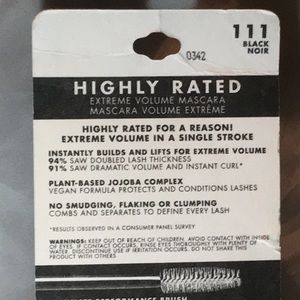 111
BLACK
NOIR
0342
HIGHLY RATED
EXTREME VOLUME MASCARA
MASCARA VOLUME EXTRÊME
HIGHLY RATED FOR A REASON!
EXTREME VOLUME IN A SINGLE STROKE
INSTANTLY BUILDS AND LIFTS FOR EXTREME VOLUME
94% SAW DOUBLED LASH THICKNESS
91% SAW DRAMATIC VOLUME AND INSTANT CURL*
PLANT-BASED JOJOBA COMPLEX
VEGAN FORMULA PROTECTS AND CONDITIONS LASHES
NO SMUDGING, FLAKING OR CLUMPING
COMBS AND SEPARATES TO DEFINE EVERY LASH
*RESULTS OBSERVED IN A CONSUMER PANEL SURVEY
WARNINGS: KEEP OUT OF REACH OF CHILDREN. AVOID CONTACT WITH INSIDE
OF EYES. IF CONTACT OCCURS, RINSE EYES THOROUGHLY WITH PLENTY OF
WATER. DISCONTINUE USE IF IRRITATION OCCURS. DO NOT SHARE THIS
PRODUCT WITH OTHERS.
PERFORMANCE BRUSH